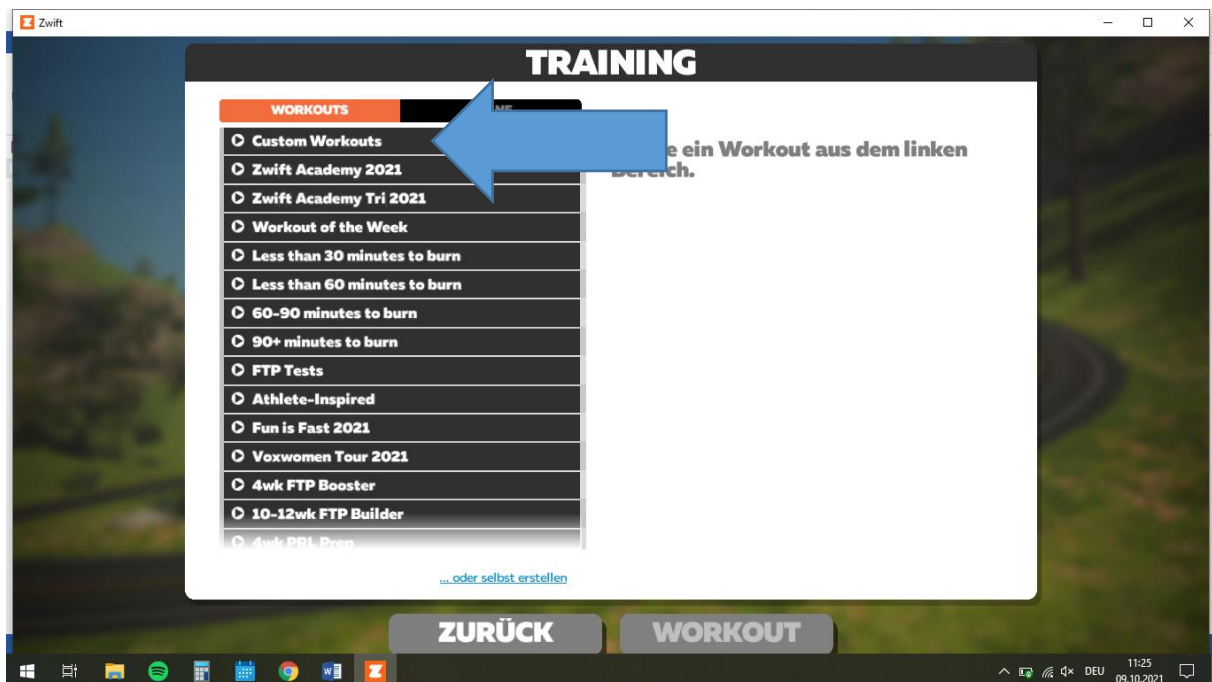 Zwift
TRAINING
WORKOUTS
Custom Workouts
ein Workout aus dem linken
Bereich.
Zwift Academy 2021
Zwift Academy Tri 2021
Workout of the Week
Less than 30 minutes to burn
Less than 60 minutes to burn
60-90 minutes to burn
90+ minutes to burn
FTP Tests
Athlete-Inspired
Fun is Fast 2021
Voxwomen Tour 2021
4wk FTP Booster
10-12wk FTP Builder
4wk PRL Prep
... oder selbst erstellen
ZURÜCK
WORKOUT
DEU
11:25
09.10.2021